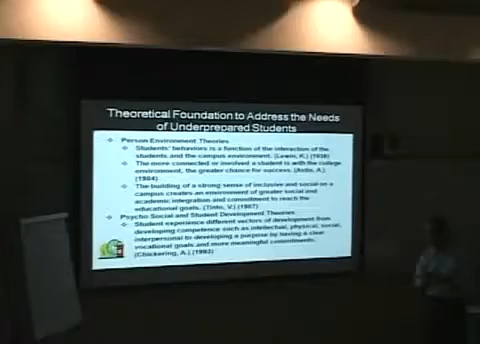 Theoretical Foundation to Address the Needs
of Underprepared Students
Person Environment Theories
Students' behaviors is a function of the interaction of the
students and the campus environment. (Lewin, K.) (1936)
The more connected or involved a student is with the college
environment, the greater chance for success. (Astin, A.)
(1984)
The building of a strong sense of inclusive and social on a
campus creates an environment of greater social and
academic integration and commitment to reach the
educational goals. (Tinto, V.) (1987)
Psycho Social and Student Development Theories
Student experience different vectors of development from
developing competence such as intellectual, physical, social,
interpersonal to developing a purpose by having a clear
vocational goals and more meaningful commitments.
(Chickering, A.) (1993)